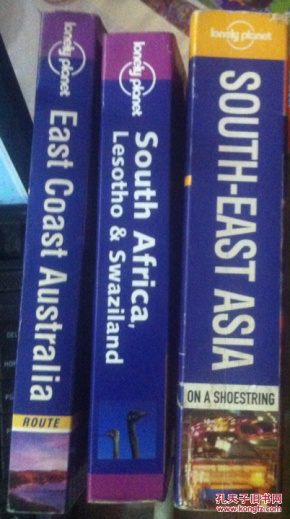 lonely planet
East Coast Australia
ROUTE
lonely planet
South Africa,
Lesotho & Swaziland
lonely planet
SOUTH-EAST ASIA
ON A SHOESTRING
孔夫子旧书网